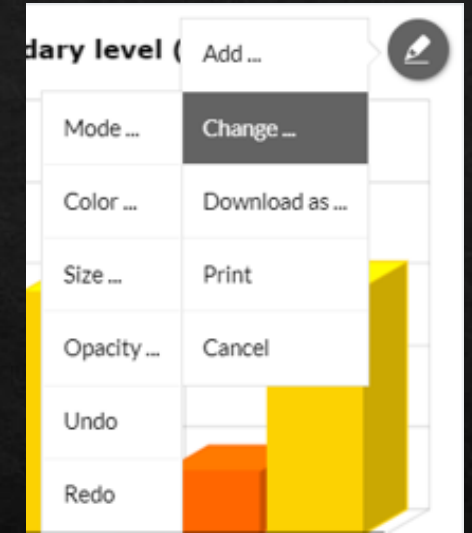 dary level (
Add ...
Change ...
Download as ...
Print
Cancel
Mode ...
Color ...
Size ...
Opacity ...
Undo
Redo